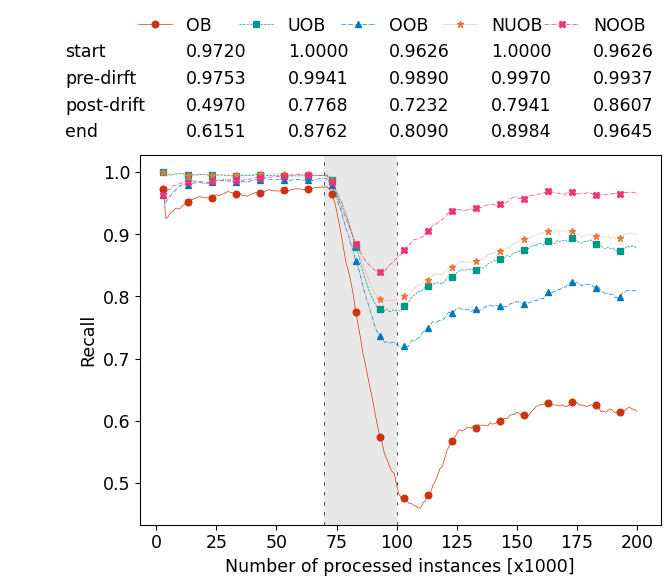 OB UOB OOB NUOB NOOB
start 0.9720 1.0000 0.9626 1.0000 0.9626
pre-dirft 0.9753 0.9941 0.9890 0.9970 0.9937
post-drift 0.4970 0.7768 0.7232 0.7941 0.8607
end 0.6151 0.8762 0.8090 0.8984 0.9645
1.0
0.9
0.8
0.7
0.6
0.5
Recall
0 25 50 75 100 125 150 175 200
Number of processed instances [x1000]